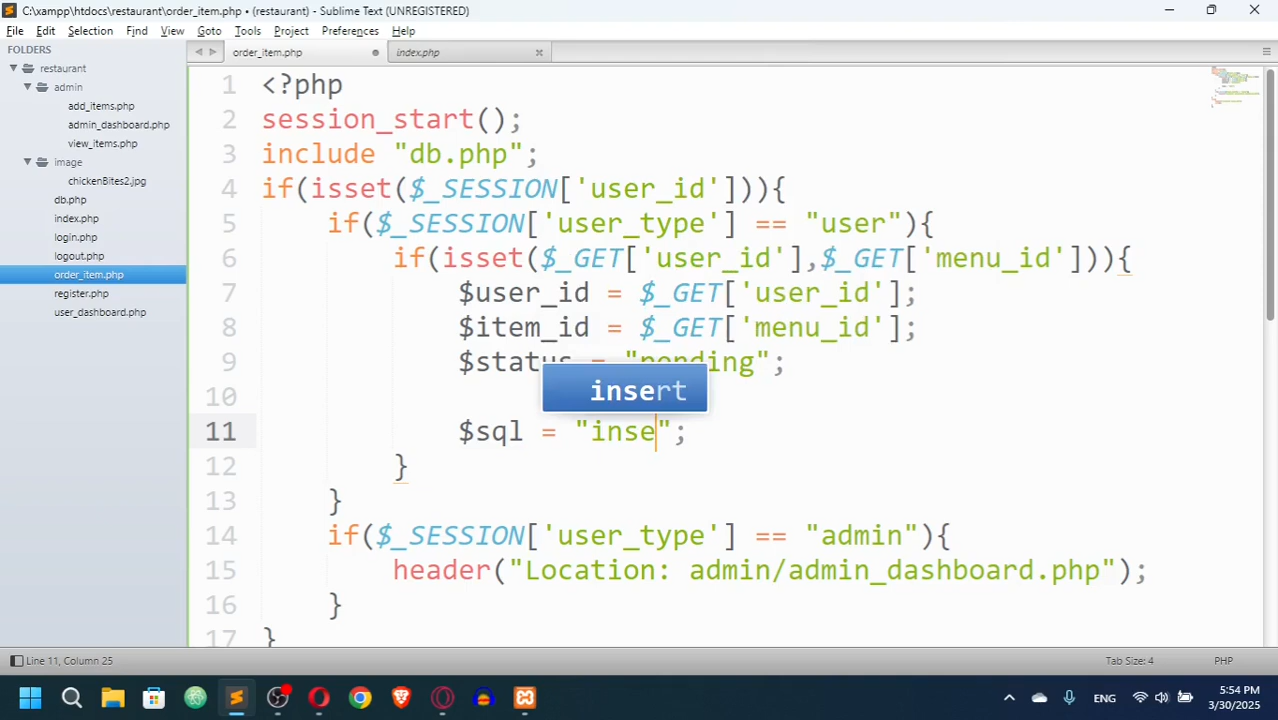 C:\xampp\htdocs\restaurant\order_item.php • (restaurant) - Sublime Text (UNREGISTERED)
File Edit Selection Find View Goto Tools Project Preferences Help
FOLDERS
restaurant
admin
add_items.php
admin_dashboard.php
view_items.php
image
chickenBites2.jpg
db.php
index.php
login.php
logout.php
order_item.php
register.php
user_dashboard.php
order_item.php index.php
1 <?php
2 session_start();
3 include "db.php";
4 if(isset($_SESSION['user_id'])){
5 if($_SESSION['user_type'] == "user"){
6 if(isset($_GET['user_id'],$_GET['menu_id'])){
7 $user_id = $_GET['user_id'];
8 $item_id = $_GET['menu_id'];
9 $status = "pending";
10
insert
11 $sql = "inse";
12 }
13 }
14 if($_SESSION['user_type'] == "admin"){
15 header("Location: admin/admin_dashboard.php");
16 }
17 }
Line 11, Column 25 Tab Size: 4 PHP
ENG 5:54 PM
3/30/2025